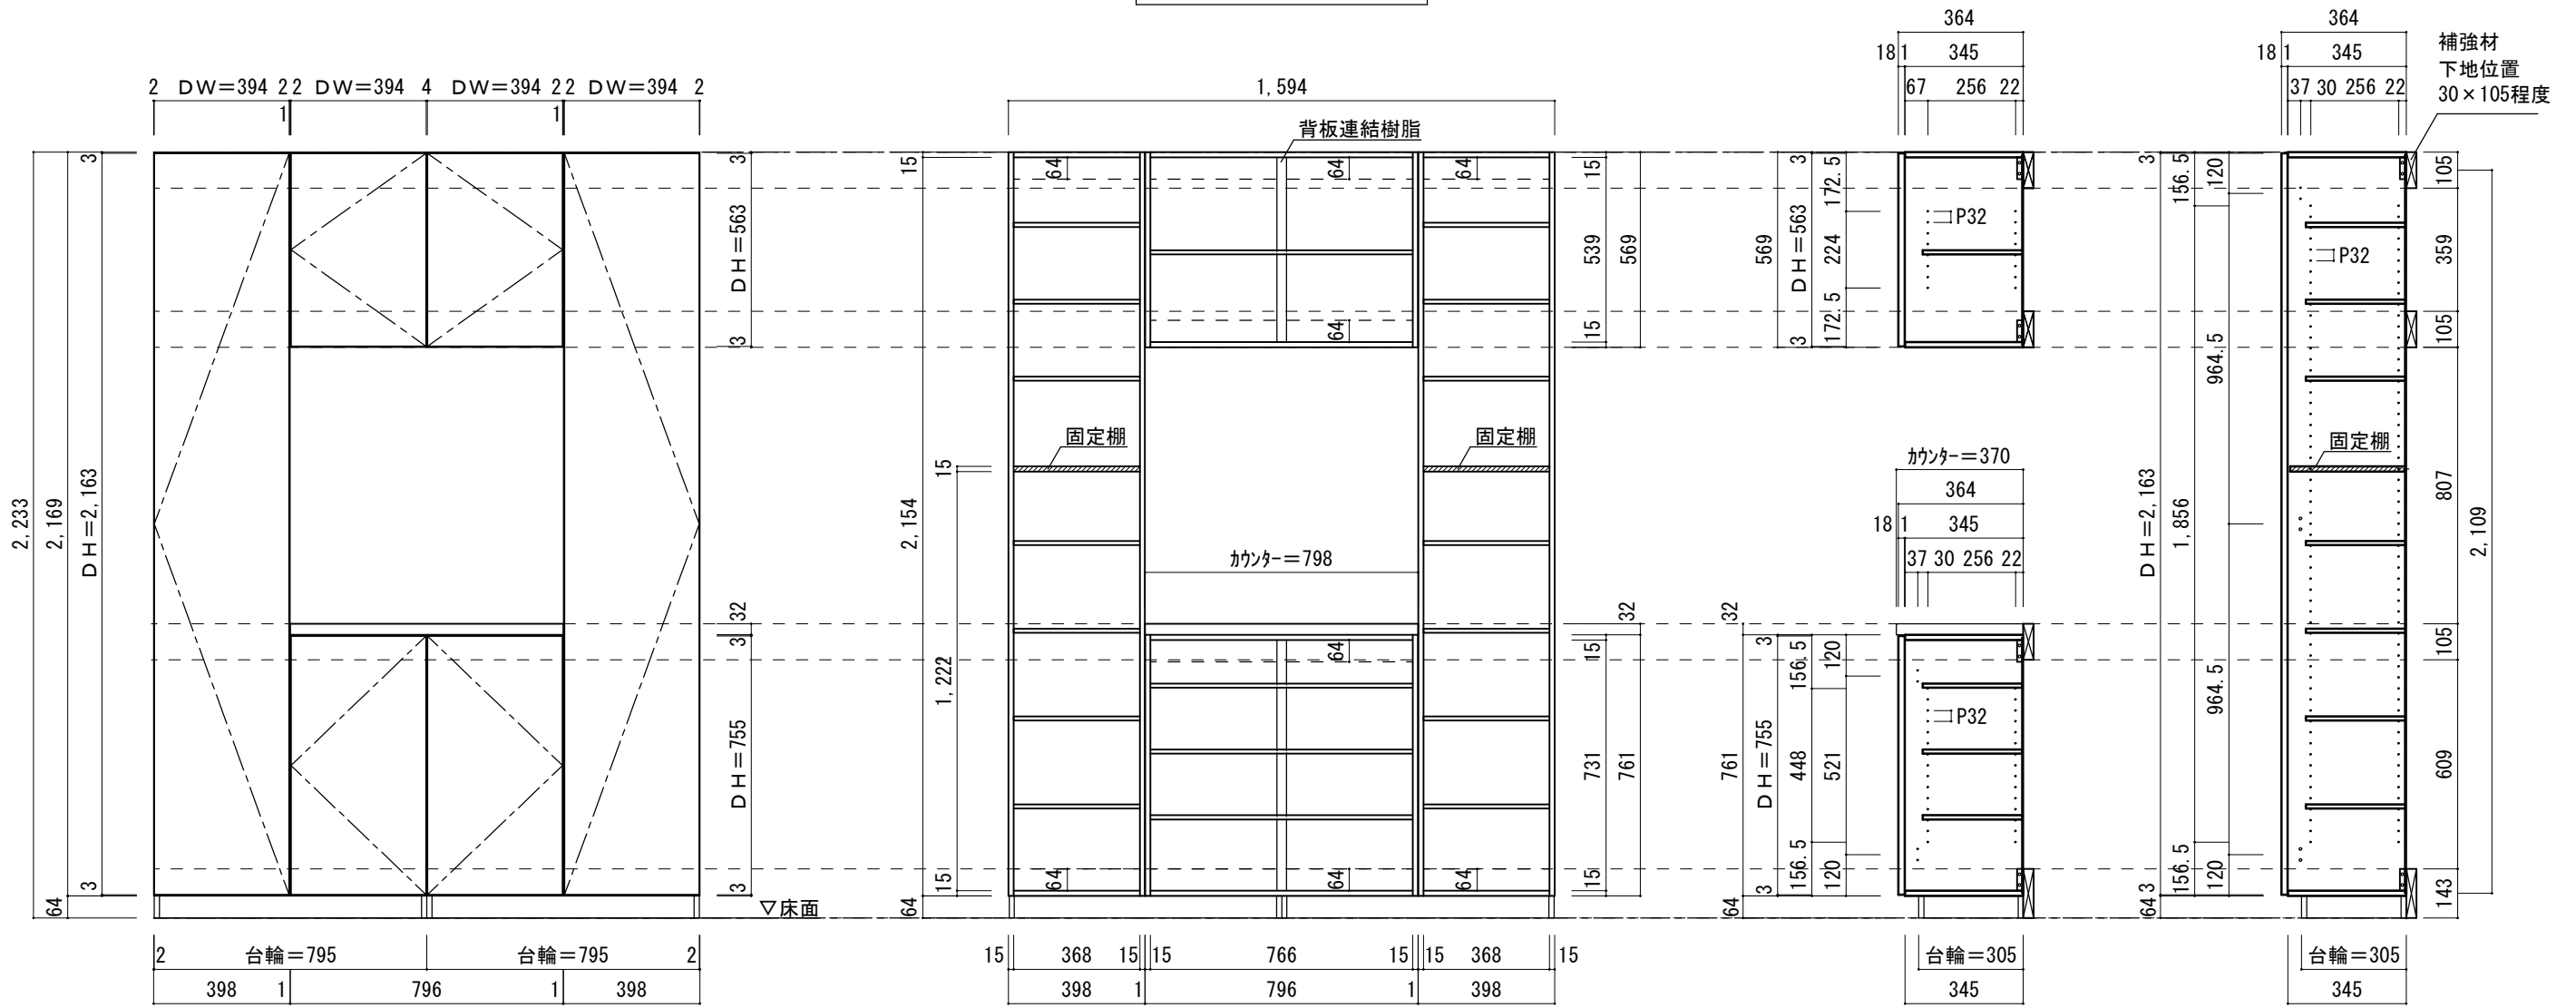 2 DW=394 2 2 DW=394 4 DW=394 2 2 DW=394 2
1 1
2,233
2,169
DH=2,163
3
3
64
3
DH=563
3
32
3
DH=755
3
▽床面
2 台輪=795 台輪=795 2
398 1 796 1 398
1,594
背板連結樹脂
15
64 64 64
64
固定棚 固定棚
15
2,154
カウンター=798
1,222
64
15
64 64 64
64
15
539
569
15
32
15
731
761
15
15 368 15 15 766 15 15 368 15
398 1 796 1 398
364
18 1 345
67 256 22
569
3
DH=563
3
172.5
224
172.5
P32
カウンター=370
364
18 1 345
37 30 256 22
32
761
3
DH=755
3
64
156.5
448
156.5
120
521
120
P32
台輪=305
345
364
18 1 345
37 30 256 22
補強材
下地位置
30×105程度
3
DH=2,163
3
64
156.5
1,856
156.5
120
964.5
964.5
120
P32
固定棚
105
359
105
807
105
609
143
2,109
台輪=305
345